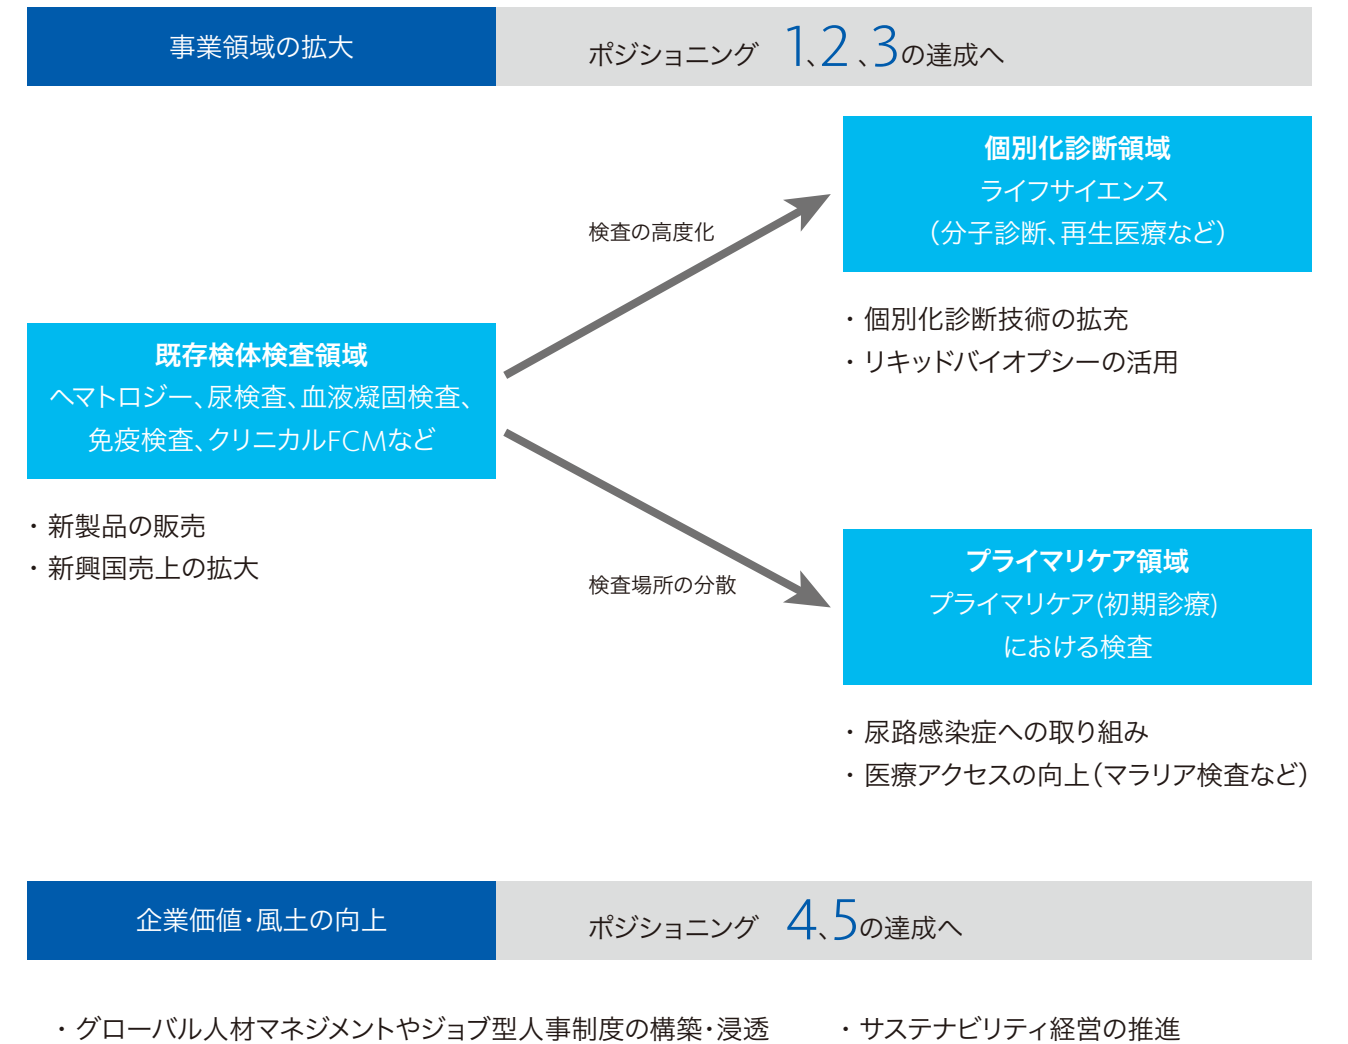 事業領域の拡大
ポジショニング 1、2、3の達成へ
個別化診断領域
ライフサイエンス
（分子診断、再生医療など）
検査の高度化
・個別化診断技術の拡充
・リキッドバイオプシーの活用
既存検体検査領域
ヘマトロジー、尿検査、血液凝固検査、
免疫検査、クリニカルFCMなど
・新製品の販売
・新興国売上の拡大
検査場所の分散
プライマリケア領域
プライマリケア(初期診療)
における検査
・尿路感染症への取り組み
・医療アクセスの向上（マラリア検査など）
企業価値・風土の向上
ポジショニング 4、5の達成へ
・グローバル人材マネジメントやジョブ型人事制度の構築・浸透
・サステナビリティ経営の推進